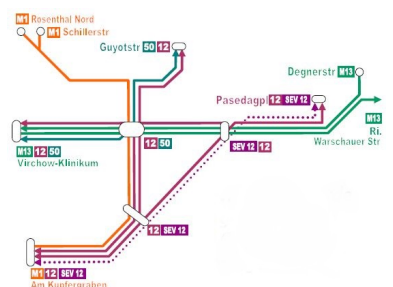 M1 Rosenthal Nord
M1 Schillerstr
Guyotstr 50 12
Degnerstr M13
Pasedagpl 12 SEV 12
M13
Ri.
Warschauer Str
12 50
SEV 12 12
M13 12 50
Virchow-Klinikum
12 SEV 12
M1 12 SEV 12
Am Kupfergraben